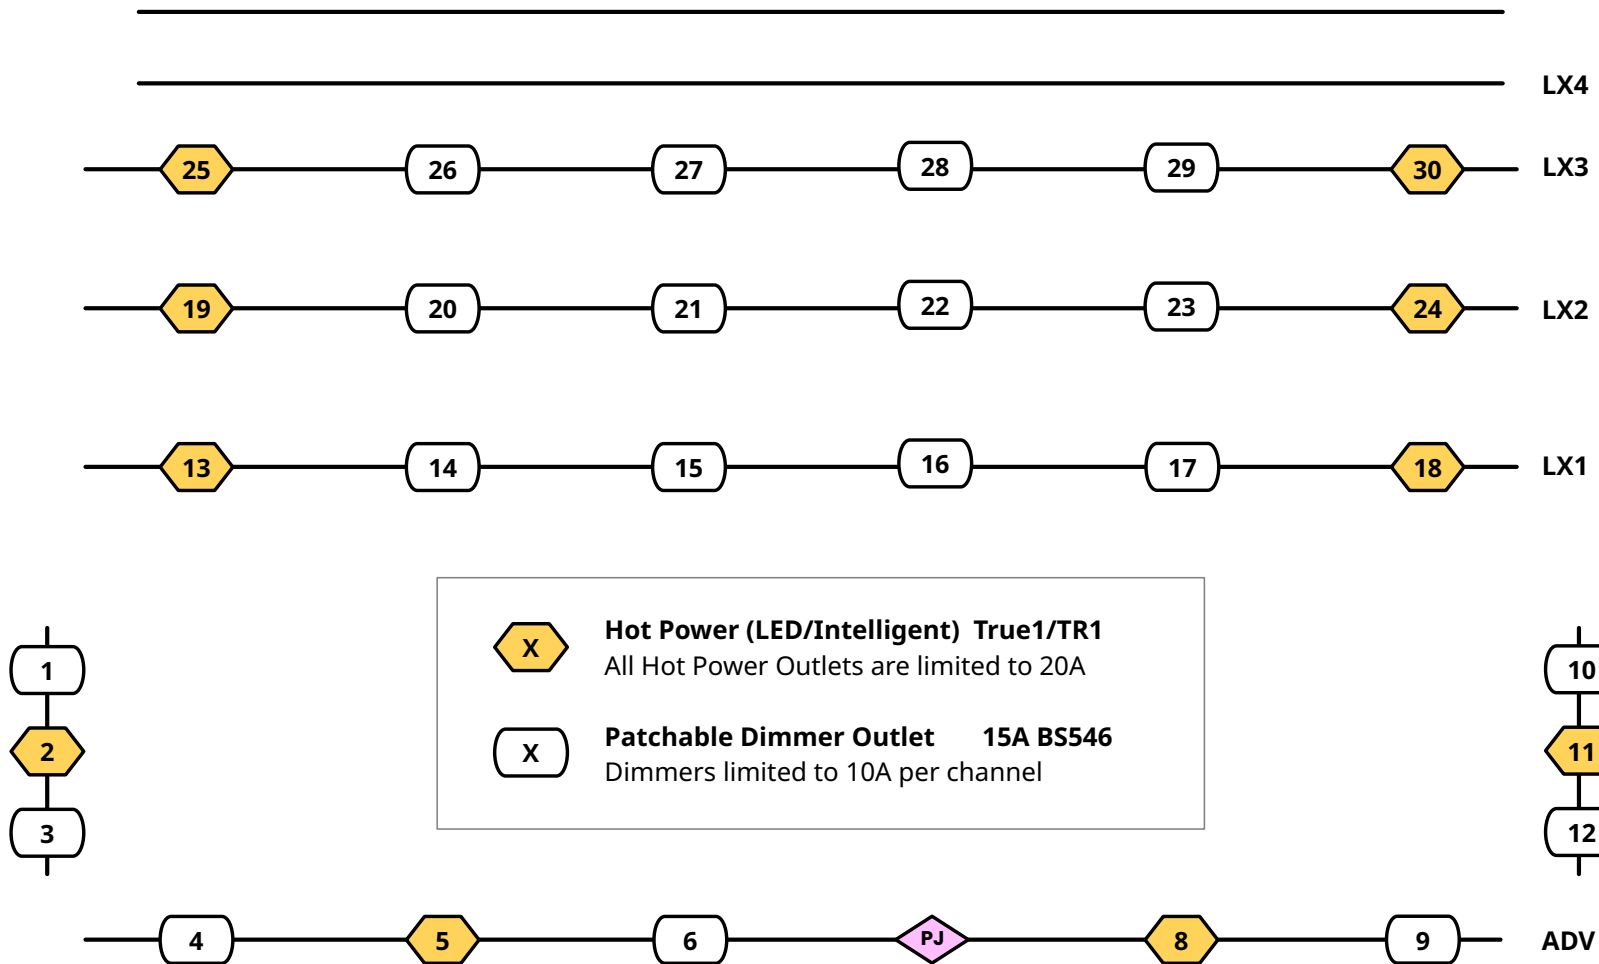 LX4
25 26 27 28 29 30 LX3
19 20 21 22 23 24 LX2
13 14 15 16 17 18 LX1
X Hot Power (LED/Intelligent) True1/TR1
All Hot Power Outlets are limited to 20A
X Patchable Dimmer Outlet 15A BS546
Dimmers limited to 10A per channel
1
2
3
10
11
12
4 5 6 PJ 8 9 ADV